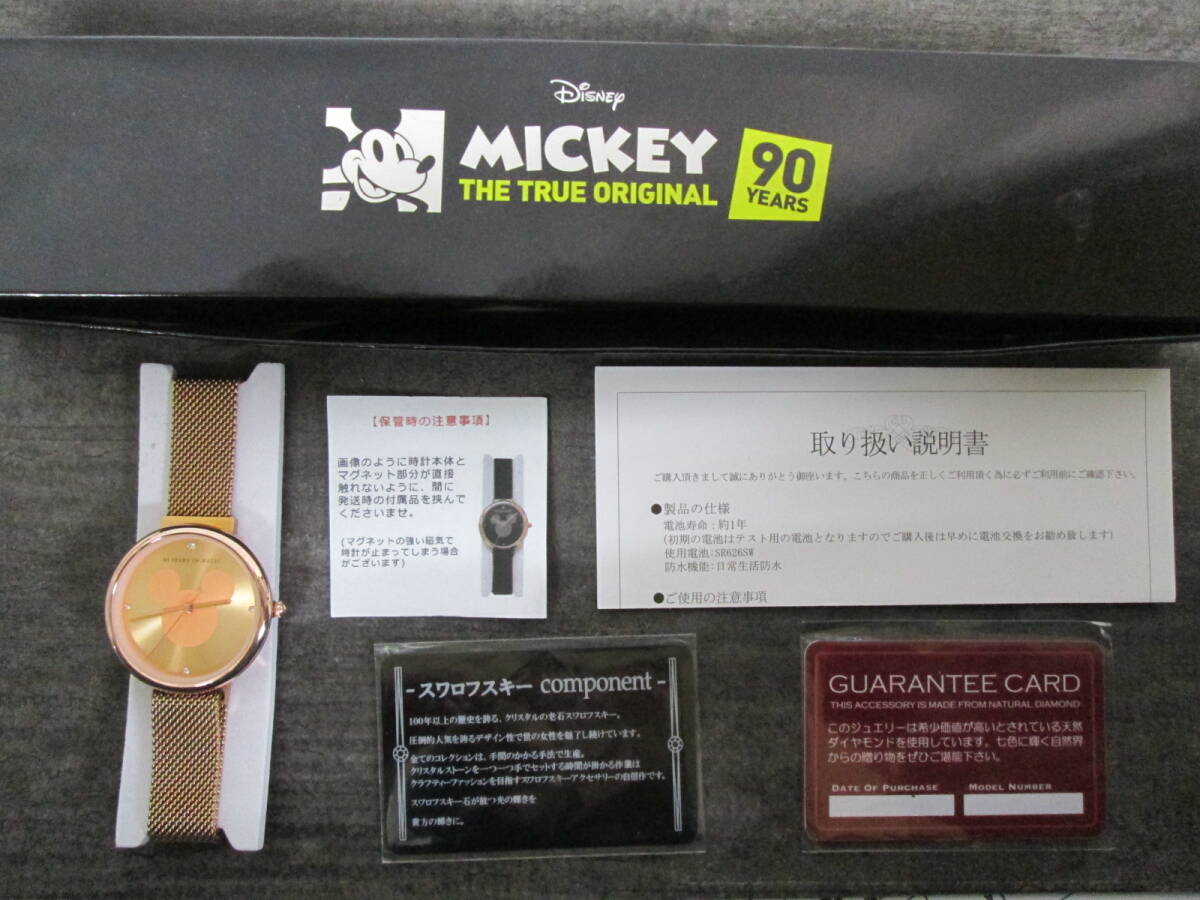 Disney
MICKEY
THE TRUE ORIGINAL
90
YEARS
【保管時の注意事項】
画像のように時計本体と
マグネット部分が直接
触れないように、間に
発送時の付属品を挟んで
くださいませ。
(マグネットの強い磁気で
時計が止まってしまう場合
がございます)
取り扱い説明書
ご購入頂きまして誠にありがとう御座います。こちらの商品を正しくご利用頂く為に必ずご利用前にご確認下さい。
●製品の仕様
電池寿命:約1年
(初期の電池はテスト用の電池となりますのでご購入後は早めに電池交換をお勧め致します)
使用電池:SR626SW
防水機能:日常生活防水
●ご使用の注意事項
90 YEARS OF MAGIC
-スワロフスキー component-
100年以上の歴史を誇る、クリスタルの老石スワロフスキー。
圧倒的人気を誇るデザイン性で世の女性を魅了し続けています。
全てのコレクションは、手間のかかる手法で生産。
クリスタルストーンを一つ一つ手でセットする時間が掛かる作業は
クラフティーファッションを目指すスワロフスキーアクセサリーの自信作です。
スワロフスキー石が放つ光の輝きを
貴方の輝きに。
GUARANTEE CARD
THIS ACCESSORY IS MADE FROM NATURAL DIAMOND
このジュエリーは希少価値が高いとされている天然
ダイヤモンドを使用しています。七色に輝く自然界
からの贈り物をぜひご堪能下さい。
DATE OF PURCHASE
MODEL NUMBER